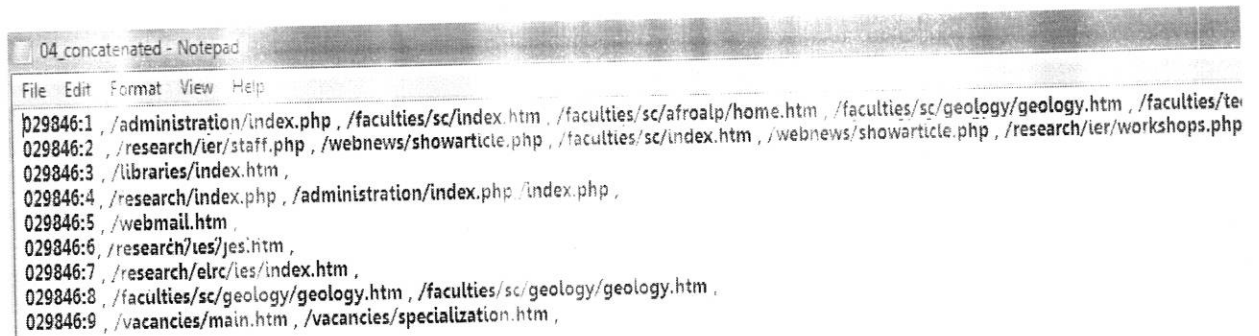 04_concatenated - Notepad
File Edit Format View Help
029846:1 , /administration/index.php , /faculties/sc/index.htm , /faculties/sc/afroalp/home.htm , /faculties/sc/geology/geology.htm , /faculties/te
029846:2 , /research/ier/staff.php , /webnews/showarticle.php , /faculties/sc/index.htm , /webnews/showarticle.php , /research/ier/workshops.php
029846:3 , /libraries/index.htm ,
029846:4 , /research/index.php , /administration/index.php /index.php ,
029846:5 , /webmail.htm ,
029846:6 , /research/ies/jes.htm ,
029846:7 , /research/elrc/ies/index.htm ,
029846:8 , /faculties/sc/geology/geology.htm , /faculties/sc/geology/geology.htm ,
029846:9 , /vacancies/main.htm , /vacancies/specialization.htm ,